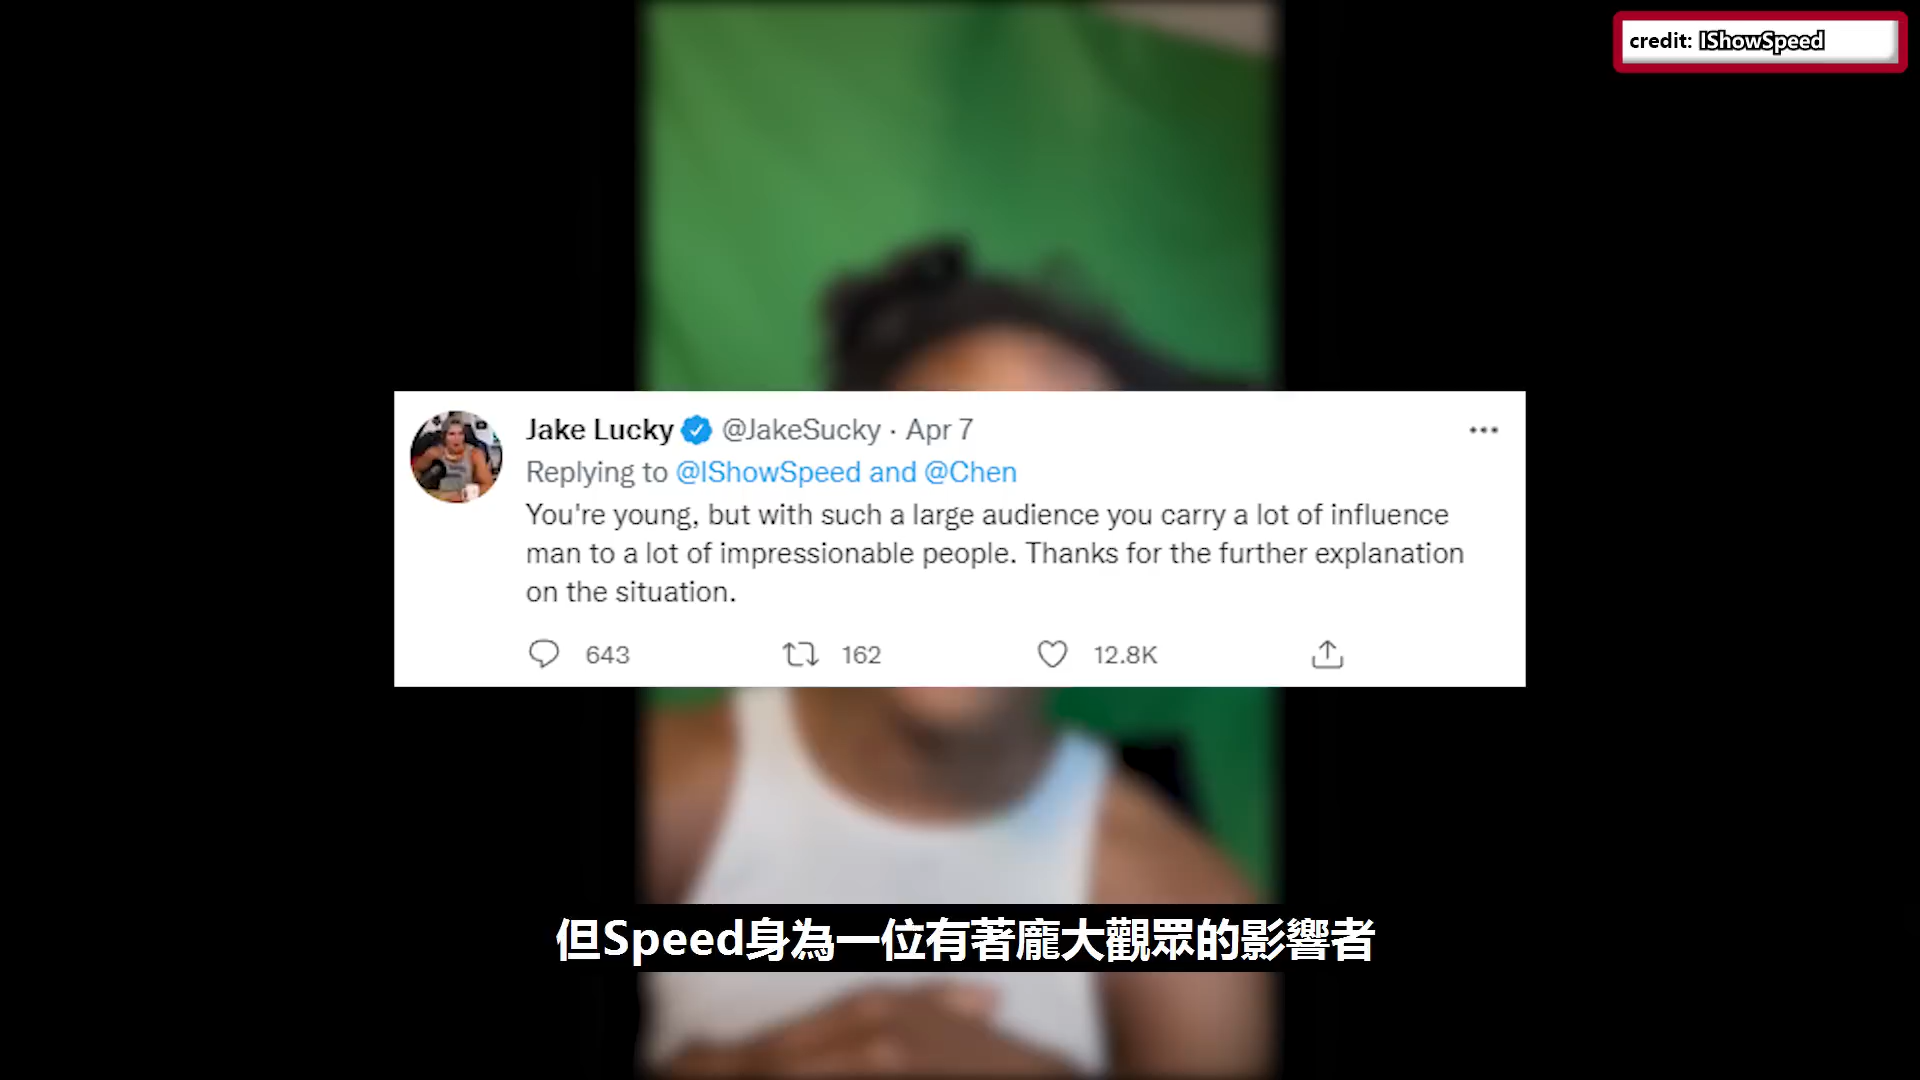 credit: IShowSpeed
Jake Lucky @JakeSucky · Apr 7
Replying to @IShowSpeed and @Chen
You're young, but with such a large audience you carry a lot of influence
man to a lot of impressionable people. Thanks for the further explanation
on the situation.
643 162 12.8K
但Speed身為一位有著龐大觀眾的影響者